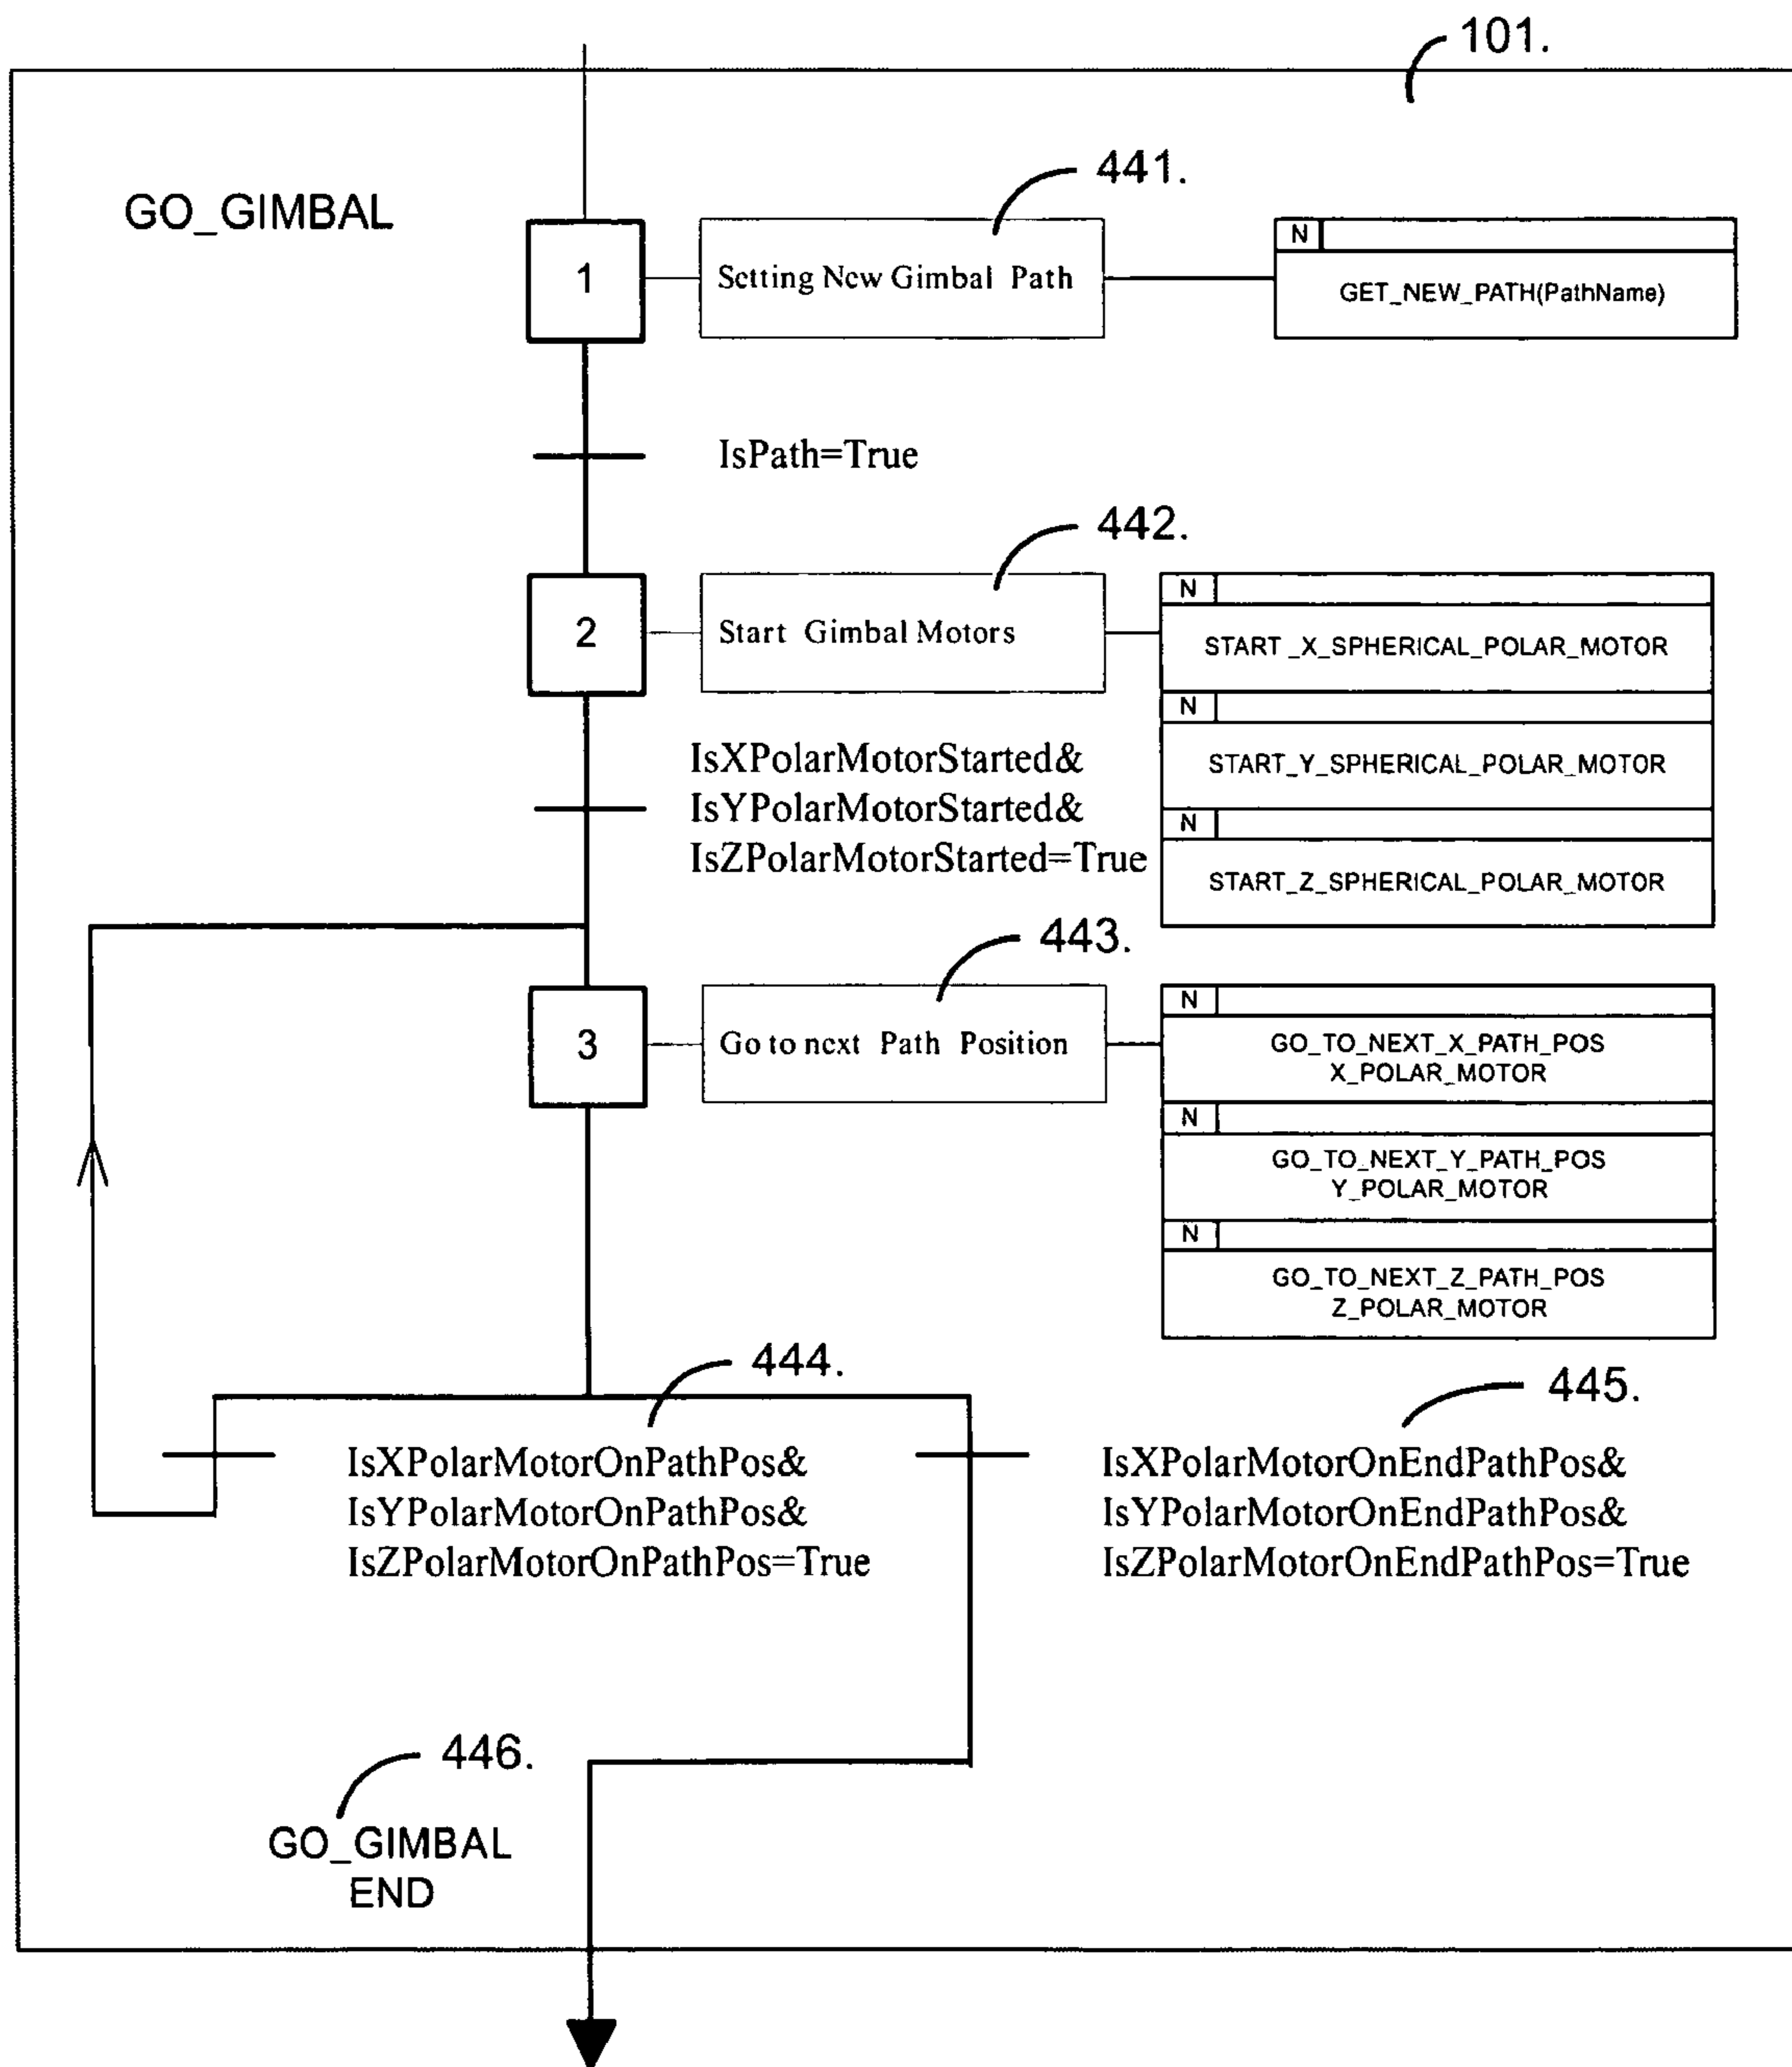 101.
GO_GIMBAL
441.
1
Setting New Gimbal Path
N
GET_NEW_PATH(PathName)
IsPath=True
442.
2
Start Gimbal Motors
N
START _X_SPHERICAL_POLAR_MOTOR
N
START_Y_SPHERICAL_POLAR_MOTOR
N
START_Z_SPHERICAL_POLAR_MOTOR
IsXPolarMotorStarted&
IsYPolarMotorStarted&
IsZPolarMotorStarted=True
443.
3
Go to next Path Position
N
GO_TO_NEXT_X_PATH_POS
X_POLAR_MOTOR
N
GO_TO_NEXT_Y_PATH_POS
Y_POLAR_MOTOR
N
GO_TO_NEXT_Z_PATH_POS
Z_POLAR_MOTOR
444.
IsXPolarMotorOnPathPos&
IsYPolarMotorOnPathPos&
IsZPolarMotorOnPathPos=True
445.
IsXPolarMotorOnEndPathPos&
IsYPolarMotorOnEndPathPos&
IsZPolarMotorOnEndPathPos=True
446.
GO_GIMBAL
END